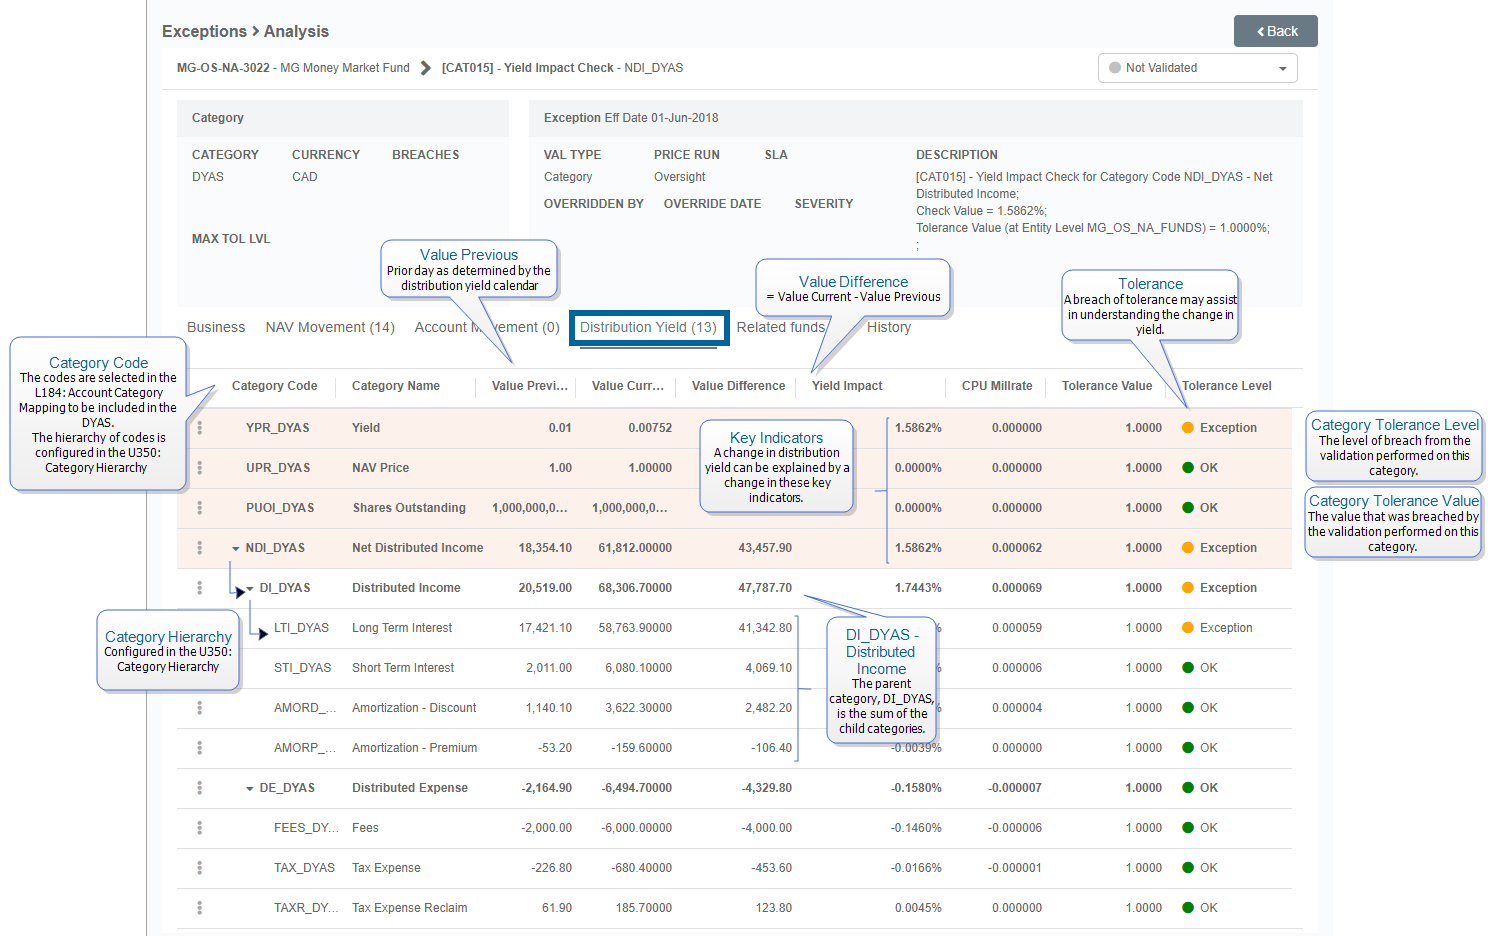 Exceptions > Analysis
< Back
MG-OS-NA-3022 - MG Money Market Fund > [CAT015] - Yield Impact Check - NDI_DYAS
Not Validated
Category
Exception Eff Date 01-Jun-2018
CATEGORY CURRENCY BREACHES
DYAS CAD
MAX TOL LVL
VAL TYPE PRICE RUN SLA
Category Oversight
OVERRIDDEN BY OVERRIDE DATE SEVERITY
DESCRIPTION
[CAT015] - Yield Impact Check for Category Code NDI_DYAS - Net
Distributed Income;
Check Value = 1.5862%;
Tolerance Value (at Entity Level MG_OS_NA_FUNDS) = 1.0000%;
;
Value Previous
Prior day as determined by the
distribution yield calendar
Value Difference
= Value Current - Value Previous
Tolerance
A breach of tolerance may assist
in understanding the change in
yield.
Business NAV Movement (14) Account M vement (0) Distribution Yield (13) Related funds History
Category Code
The codes are selected in the
L184: Account Category
Mapping to be included in the
DYAS.
The hierarchy of codes is
configured in the U350:
Category Hierarchy
Category Code Category Name Value Previ... Value Curr... Value Difference Yield Impact CPU Millrate Tolerance Value Tolerance Level
YPR_DYAS Yield 0.01 0.00752 1.5862% 0.000000 1.0000 Exception
UPR_DYAS NAV Price 1.00 1.00000 0.0000% 0.000000 1.0000 OK
PUOI_DYAS Shares Outstanding 1,000,000,0... 1,000,000,0... 0.0000% 0.000000 1.0000 OK
NDI_DYAS Net Distributed Income 18,354.10 61,812.00000 43,457.90 1.5862% 0.000062 1.0000 Exception
DI_DYAS Distributed Income 20,519.00 68,306.70000 47,787.70 1.7443% 0.000069 1.0000 Exception
LTI_DYAS Long Term Interest 17,421.10 58,763.90000 41,342.80 % 0.000059 1.0000 Exception
STI_DYAS Short Term Interest 2,011.00 6,080.10000 4,069.10 % 0.000006 1.0000 OK
AMORD_... Amortization - Discount 1,140.10 3,622.30000 2,482.20 % 0.000004 1.0000 OK
AMORP_... Amortization - Premium -53.20 -159.60000 -106.40 -0.0039% 0.000000 1.0000 OK
DE_DYAS Distributed Expense -2,164.90 -6,494.70000 -4,329.80 -0.1580% -0.000007 1.0000 OK
FEES_DY... Fees -2,000.00 -6,000.00000 -4,000.00 -0.1460% -0.000006 1.0000 OK
TAX_DYAS Tax Expense -226.80 -680.40000 -453.60 -0.0166% -0.000001 1.0000 OK
TAXR_DY... Tax Expense Reclaim 61.90 185.70000 123.80 0.0045% 0.000000 1.0000 OK
Key Indicators
A change in distribution
yield can be explained by a
change in these key
indicators.
Category Tolerance Level
The level of breach from the
validation performed on this
category.
Category Tolerance Value
The value that was breached by
the validation performed on this
category.
Category Hierarchy
Configured in the U350:
Category Hierarchy
DI_DYAS -
Distributed
Income
The parent
category, DI_DYAS,
is the sum of the
child categories.